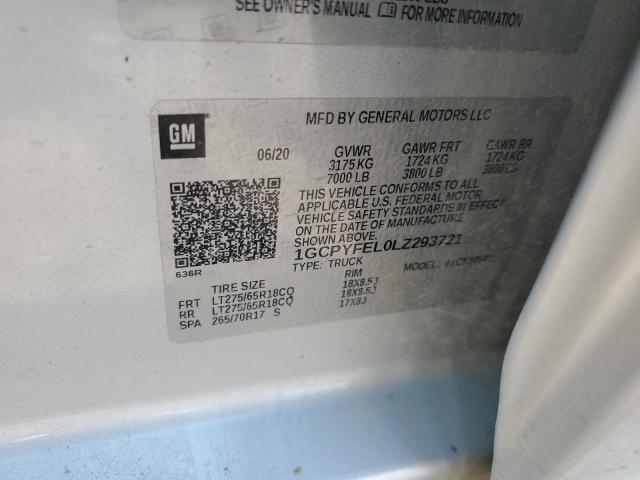 SEE OWNER'S MANUAL FOR MORE INFORMATION
GM
MFD BY GENERAL MOTORS LLC
06/20 GVWR GAWR FRT GAWR RR
3175 KG 1724 KG 1724 KG
7000 LB 3800 LB 3800 LB
THIS VEHICLE CONFORMS TO ALL
APPLICABLE U.S. FEDERAL MOTOR
VEHICLE SAFETY STANDARDS IN EFFECT
ON THE DATE OF MANUFACTURE
SHOWN ABOVE.
1GCPYFEL0LZ293721
TYPE: TRUCK MODEL:
636R
TIRE SIZE RIM
FRT LT275/65R18CQ 18X8.5J
RR LT275/65R18CQ 18X8.5J
SPA 265/70R17 S 17X8J